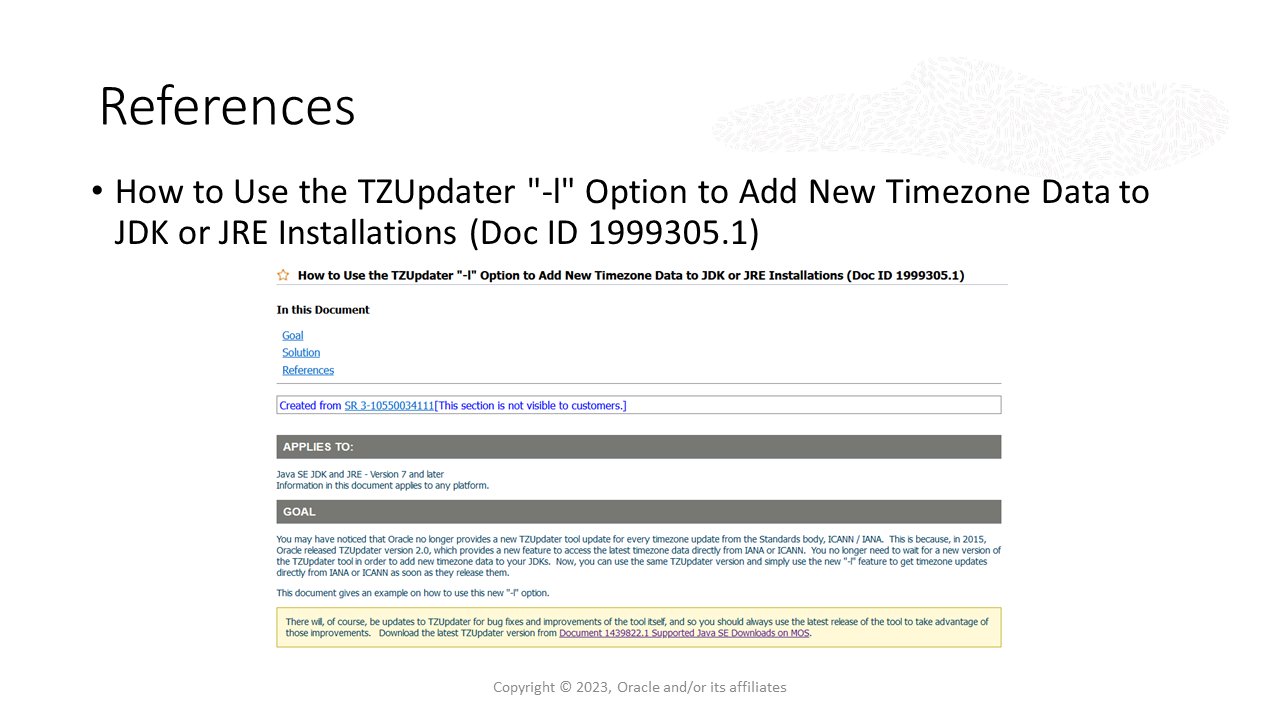 References
• How to Use the TZUpdater "-l" Option to Add New Timezone Data to
JDK or JRE Installations (Doc ID 1999305.1)
How to Use the TZUpdater "-l" Option to Add New Timezone Data to JDK or JRE Installations (Doc ID 1999305.1)
In this Document
Goal
Solution
References
Created from SR 3-10550034111[This section is not visible to customers.]
APPLIES TO:
Java SE JDK and JRE - Version 7 and later
Information in this document applies to any platform.
GOAL
You may have noticed that Oracle no longer provides a new TZUpdater tool update for every timezone update from the Standards body, ICANN / IANA.  This is because, in 2015,
Oracle released TZUpdater version 2.0, which provides a new feature to access the latest timezone data directly from IANA or ICANN.  You no longer need to wait for a new version of
the TZUpdater tool in order to add new timezone data to your JDKs.  Now, you can use the same TZUpdater version and simply use the new "-l" feature to get timezone updates
directly from IANA or ICANN as soon as they release them.
This document gives an example on how to use this new "-l" option.
There will, of course, be updates to TZUpdater for bug fixes and improvements of the tool itself, and so you should always use the latest release of the tool to take advantage of
those improvements.   Download the latest TZUpdater version from Document 1439822.1 Supported Java SE Downloads on MOS.
Copyright © 2023, Oracle and/or its affiliates